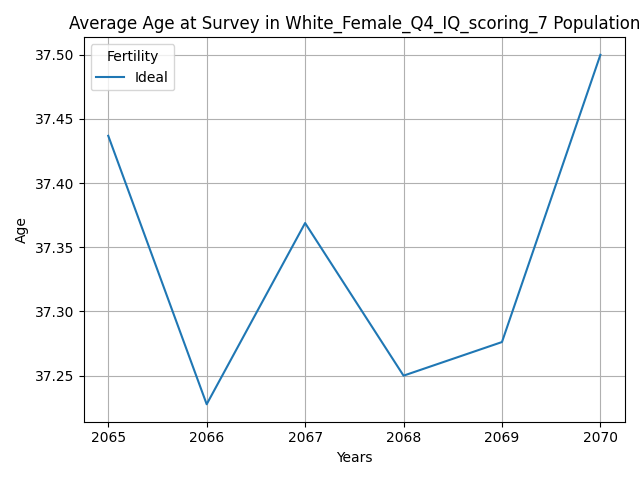 Average Age at Survey in White_Female_Q4_IQ_scoring_7 Population
Fertility
Ideal
37.50
37.45
37.40
37.35
37.30
37.25
Age
2065 2066 2067 2068 2069 2070
Years